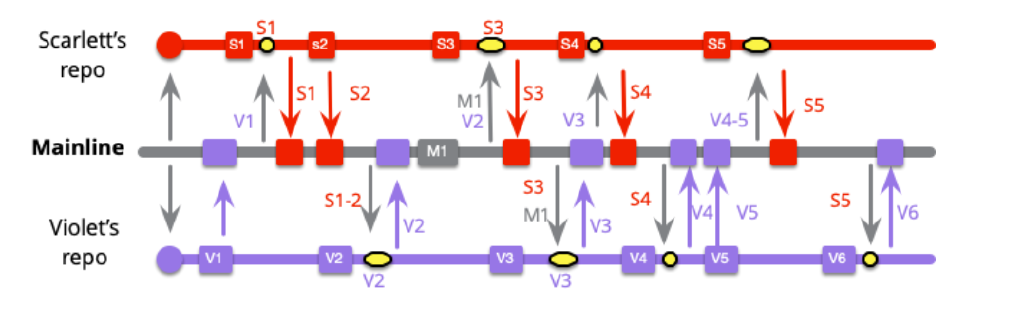 S1
S3
Scarlett's
repo
S1
s2
S3
S4
S5
V1
S1
S2
M1
V2
S3
V3
S4
V4-5
S5
Mainline
M1
S1-2
V2
S3
M1
V3
S4
V4
V5
S5
V6
Violet's
repo
V1
V2
V3
V4
V5
V6
V2
V3